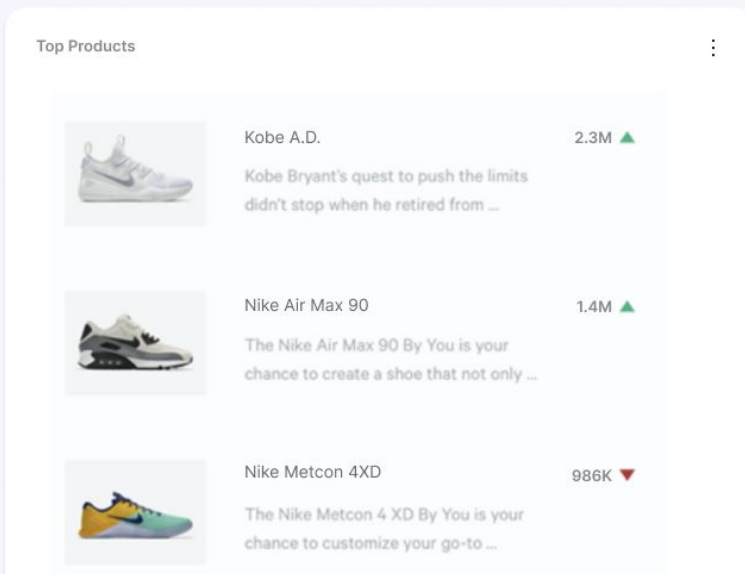 Top Products
Kobe A.D.
2.3M
Kobe Bryant's quest to push the limits
didn't stop when he retired from ...
Nike Air Max 90
1.4M
The Nike Air Max 90 By You is your
chance to create a shoe that not only ...
Nike Metcon 4XD
986K
The Nike Metcon 4 XD By You is your
chance to customize your go-to ...